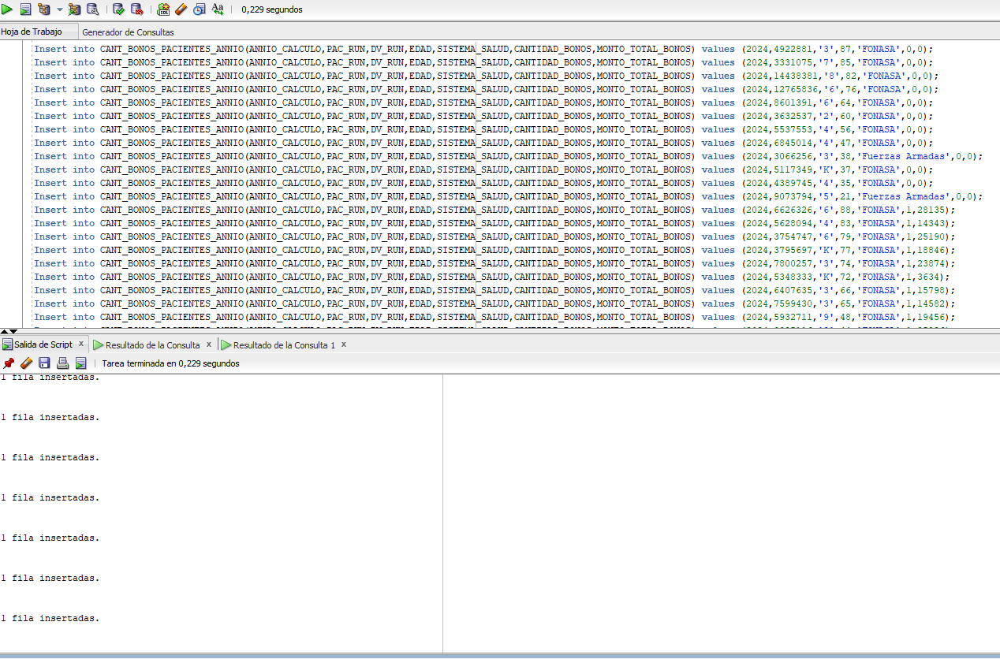 0,229 segundos
Hoja de Trabajo Generador de Consultas
Insert into CANT_BONOS_PACIENTES_ANNIO(ANNIO_CALCULO,PAC_RUN,DV_RUN,EDAD,SISTEMA_SALUD,CANTIDAD_BONOS,MONTO_TOTAL_BONOS) values (2024,4922881,'3',87,'FONASA',0,0);
Insert into CANT_BONOS_PACIENTES_ANNIO(ANNIO_CALCULO,PAC_RUN,DV_RUN,EDAD,SISTEMA_SALUD,CANTIDAD_BONOS,MONTO_TOTAL_BONOS) values (2024,3331075,'7',85,'FONASA',0,0);
Insert into CANT_BONOS_PACIENTES_ANNIO(ANNIO_CALCULO,PAC_RUN,DV_RUN,EDAD,SISTEMA_SALUD,CANTIDAD_BONOS,MONTO_TOTAL_BONOS) values (2024,14438381,'8',82,'FONASA',0,0);
Insert into CANT_BONOS_PACIENTES_ANNIO(ANNIO_CALCULO,PAC_RUN,DV_RUN,EDAD,SISTEMA_SALUD,CANTIDAD_BONOS,MONTO_TOTAL_BONOS) values (2024,12765836,'6',76,'FONASA',0,0);
Insert into CANT_BONOS_PACIENTES_ANNIO(ANNIO_CALCULO,PAC_RUN,DV_RUN,EDAD,SISTEMA_SALUD,CANTIDAD_BONOS,MONTO_TOTAL_BONOS) values (2024,8601391,'6',64,'FONASA',0,0);
Insert into CANT_BONOS_PACIENTES_ANNIO(ANNIO_CALCULO,PAC_RUN,DV_RUN,EDAD,SISTEMA_SALUD,CANTIDAD_BONOS,MONTO_TOTAL_BONOS) values (2024,3632537,'2',60,'FONASA',0,0);
Insert into CANT_BONOS_PACIENTES_ANNIO(ANNIO_CALCULO,PAC_RUN,DV_RUN,EDAD,SISTEMA_SALUD,CANTIDAD_BONOS,MONTO_TOTAL_BONOS) values (2024,5537553,'4',56,'FONASA',0,0);
Insert into CANT_BONOS_PACIENTES_ANNIO(ANNIO_CALCULO,PAC_RUN,DV_RUN,EDAD,SISTEMA_SALUD,CANTIDAD_BONOS,MONTO_TOTAL_BONOS) values (2024,6845014,'4',47,'FONASA',0,0);
Insert into CANT_BONOS_PACIENTES_ANNIO(ANNIO_CALCULO,PAC_RUN,DV_RUN,EDAD,SISTEMA_SALUD,CANTIDAD_BONOS,MONTO_TOTAL_BONOS) values (2024,3066256,'3',38,'Fuerzas Armadas',0,0);
Insert into CANT_BONOS_PACIENTES_ANNIO(ANNIO_CALCULO,PAC_RUN,DV_RUN,EDAD,SISTEMA_SALUD,CANTIDAD_BONOS,MONTO_TOTAL_BONOS) values (2024,5117349,'K',37,'FONASA',0,0);
Insert into CANT_BONOS_PACIENTES_ANNIO(ANNIO_CALCULO,PAC_RUN,DV_RUN,EDAD,SISTEMA_SALUD,CANTIDAD_BONOS,MONTO_TOTAL_BONOS) values (2024,4389745,'4',35,'FONASA',0,0);
Insert into CANT_BONOS_PACIENTES_ANNIO(ANNIO_CALCULO,PAC_RUN,DV_RUN,EDAD,SISTEMA_SALUD,CANTIDAD_BONOS,MONTO_TOTAL_BONOS) values (2024,9073794,'5',21,'Fuerzas Armadas',0,0);
Insert into CANT_BONOS_PACIENTES_ANNIO(ANNIO_CALCULO,PAC_RUN,DV_RUN,EDAD,SISTEMA_SALUD,CANTIDAD_BONOS,MONTO_TOTAL_BONOS) values (2024,6626326,'6',88,'FONASA',1,28135);
Insert into CANT_BONOS_PACIENTES_ANNIO(ANNIO_CALCULO,PAC_RUN,DV_RUN,EDAD,SISTEMA_SALUD,CANTIDAD_BONOS,MONTO_TOTAL_BONOS) values (2024,5628094,'4',83,'FONASA',1,14343);
Insert into CANT_BONOS_PACIENTES_ANNIO(ANNIO_CALCULO,PAC_RUN,DV_RUN,EDAD,SISTEMA_SALUD,CANTIDAD_BONOS,MONTO_TOTAL_BONOS) values (2024,3754747,'6',79,'FONASA',1,25190);
Insert into CANT_BONOS_PACIENTES_ANNIO(ANNIO_CALCULO,PAC_RUN,DV_RUN,EDAD,SISTEMA_SALUD,CANTIDAD_BONOS,MONTO_TOTAL_BONOS) values (2024,3795697,'K',77,'FONASA',1,18846);
Insert into CANT_BONOS_PACIENTES_ANNIO(ANNIO_CALCULO,PAC_RUN,DV_RUN,EDAD,SISTEMA_SALUD,CANTIDAD_BONOS,MONTO_TOTAL_BONOS) values (2024,7800257,'3',74,'FONASA',1,23874);
Insert into CANT_BONOS_PACIENTES_ANNIO(ANNIO_CALCULO,PAC_RUN,DV_RUN,EDAD,SISTEMA_SALUD,CANTIDAD_BONOS,MONTO_TOTAL_BONOS) values (2024,5348333,'K',72,'FONASA',1,3634);
Insert into CANT_BONOS_PACIENTES_ANNIO(ANNIO_CALCULO,PAC_RUN,DV_RUN,EDAD,SISTEMA_SALUD,CANTIDAD_BONOS,MONTO_TOTAL_BONOS) values (2024,6407635,'3',66,'FONASA',1,15798);
Insert into CANT_BONOS_PACIENTES_ANNIO(ANNIO_CALCULO,PAC_RUN,DV_RUN,EDAD,SISTEMA_SALUD,CANTIDAD_BONOS,MONTO_TOTAL_BONOS) values (2024,7599430,'3',65,'FONASA',1,14582);
Insert into CANT_BONOS_PACIENTES_ANNIO(ANNIO_CALCULO,PAC_RUN,DV_RUN,EDAD,SISTEMA_SALUD,CANTIDAD_BONOS,MONTO_TOTAL_BONOS) values (2024,5932711,'9',48,'FONASA',1,19456);
Salida de Script x Resultado de la Consulta x Resultado de la Consulta 1 x
Tarea terminada en 0,229 segundos
1 fila insertadas.
1 fila insertadas.
1 fila insertadas.
1 fila insertadas.
1 fila insertadas.
1 fila insertadas.
1 fila insertadas.